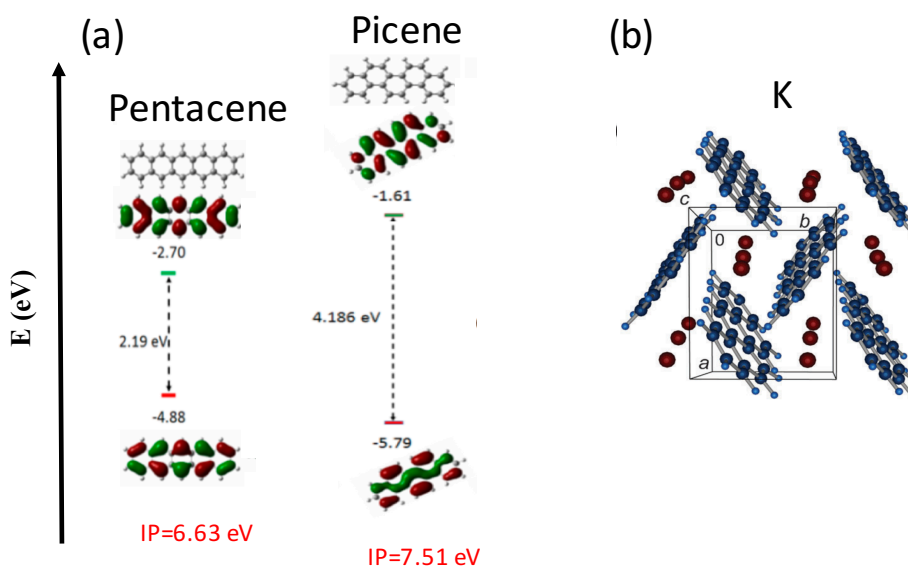 (a)
Picene
(b)
Pentacene
K
-1.61
-2.70
c
b
0
E (eV)
4.186 eV
2.19 eV
a
-4.88
-5.79
IP=6.63 eV
IP=7.51 eV